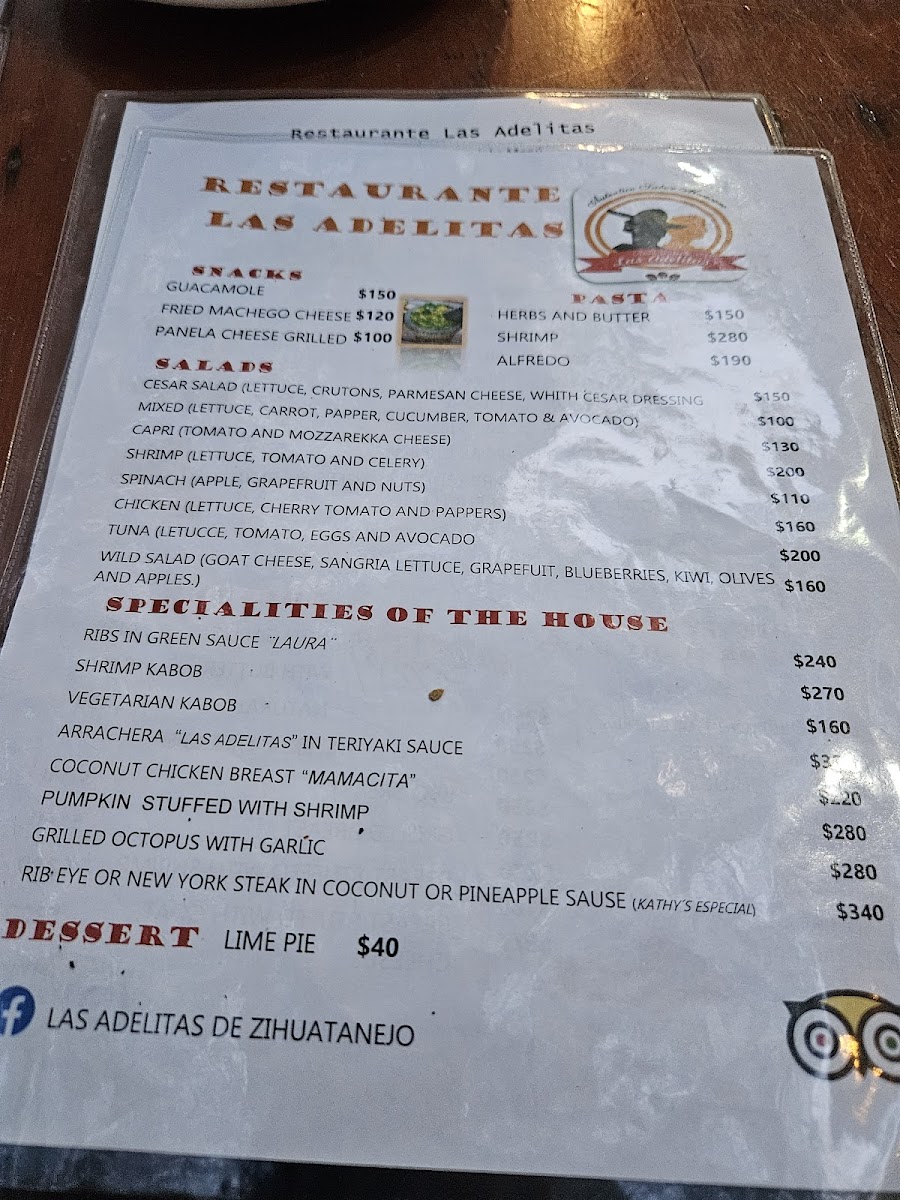 Restaurante Las Adelitas
RESTAURANTE
LAS ADELITAS
Las Adelitas
SNACKS
GUACAMOLE $150
FRIED MACHEGO CHEESE $120
PANELA CHEESE GRILLED $100
PASTA
HERBS AND BUTTER $150
SHRIMP $280
ALFREDO $190
SALADS
CESAR SALAD (LETTUCE, CRUTONS, PARMESAN CHEESE, WHITH CESAR DRESSING $150
MIXED (LETTUCE, CARROT, PAPPER, CUCUMBER, TOMATO & AVOCADO) $100
CAPRI (TOMATO AND MOZZAREKKA CHEESE) $130
SHRIMP (LETTUCE, TOMATO AND CELERY) $200
SPINACH (APPLE, GRAPEFRUIT AND NUTS) $110
CHICKEN (LETTUCE, CHERRY TOMATO AND PAPPERS) $160
TUNA (LETUCCE, TOMATO, EGGS AND AVOCADO $200
WILD SALAD (GOAT CHEESE, SANGRIA LETTUCE, GRAPEFUIT, BLUEBERRIES, KIWI, OLIVES $160
AND APPLES.)
SPECIALITIES OF THE HOUSE
RIBS IN GREEN SAUCE ¨LAURA¨ $240
SHRIMP KABOB $270
VEGETARIAN KABOB $160
ARRACHERA “LAS ADELITAS” IN TERIYAKI SAUCE
COCONUT CHICKEN BREAST “MAMACITA” $220
PUMPKIN STUFFED WITH SHRIMP $280
GRILLED OCTOPUS WITH GARLIC $280
RIB EYE OR NEW YORK STEAK IN COCONUT OR PINEAPPLE SAUSE (KATHY'S ESPECIAL) $340
DESSERT LIME PIE $40
f LAS ADELITAS DE ZIHUATANEJO